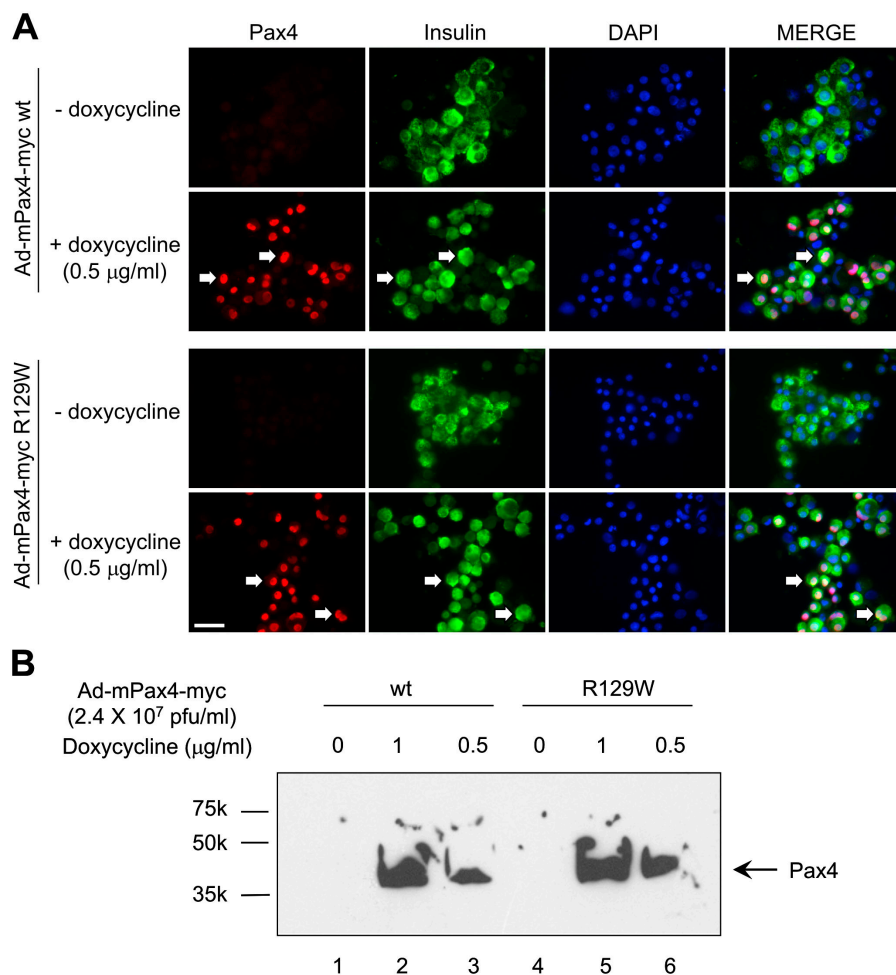 A
Pax4 Insulin DAPI MERGE
Ad-mPax4-myc wt
- doxycycline
+ doxycycline
(0.5 μg/ml)
Ad-mPax4-myc R129W
- doxycycline
+ doxycycline
(0.5 μg/ml)
B
Ad-mPax4-myc
(2.4 X 10⁷ pfu/ml)
wt R129W
Doxycycline (μg/ml) 0 1 0.5 0 1 0.5
75k
50k
35k
Pax4
1 2 3 4 5 6